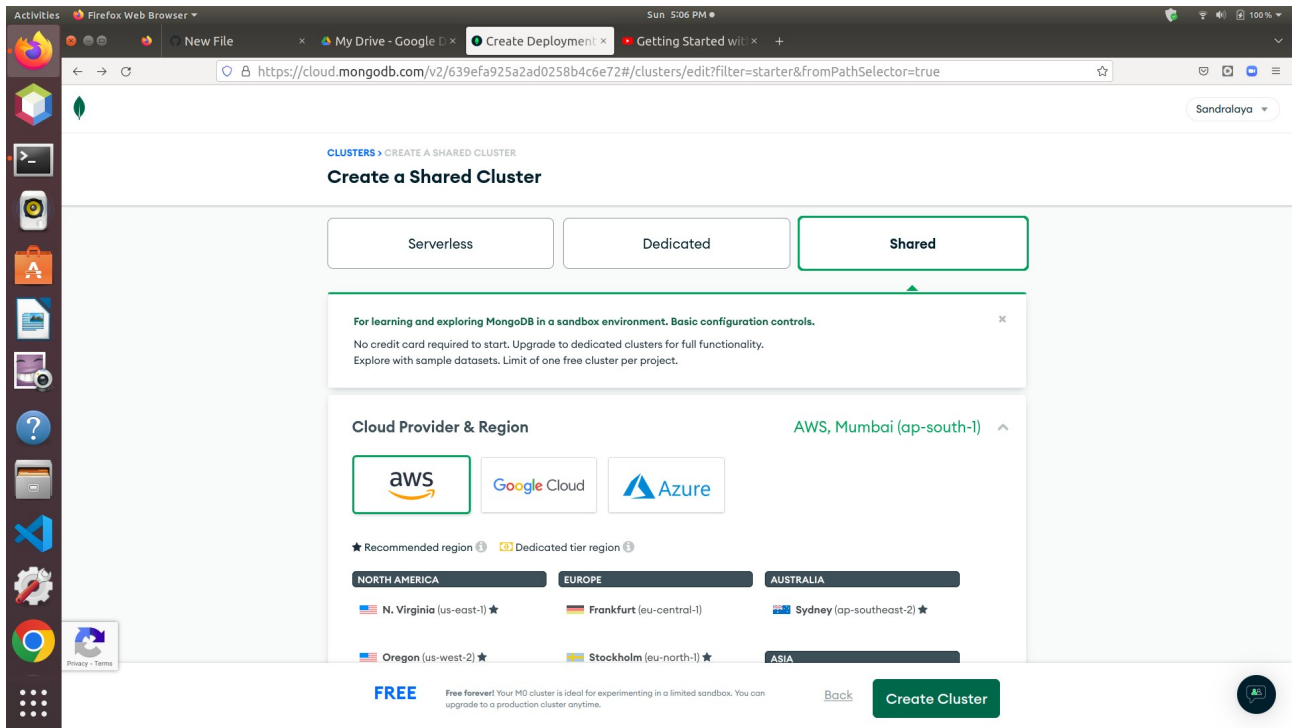 Activities Firefox Web Browser Sun 5:06 PM 100 %
New File × My Drive - Google D × Create Deployment × Getting Started wit × +
https://cloud.mongodb.com/v2/639efa925a2ad0258b4c6e72#/clusters/edit?filter=starter&fromPathSelector=true
Sandralaya
CLUSTERS > CREATE A SHARED CLUSTER
Create a Shared Cluster
Serverless Dedicated Shared
For learning and exploring MongoDB in a sandbox environment. Basic configuration controls.
No credit card required to start. Upgrade to dedicated clusters for full functionality.
Explore with sample datasets. Limit of one free cluster per project.
Cloud Provider & Region AWS, Mumbai (ap-south-1)
aws Google Cloud Azure
Recommended region Dedicated tier region
NORTH AMERICA EUROPE AUSTRALIA
N. Virginia (us-east-1) Frankfurt (eu-central-1) Sydney (ap-southeast-2)
Oregon (us-west-2) Stockholm (eu-north-1) ASIA
Privacy - Terms
FREE Free forever! Your M0 cluster is ideal for experimenting in a limited sandbox. You can
upgrade to a production cluster anytime.
Back Create Cluster